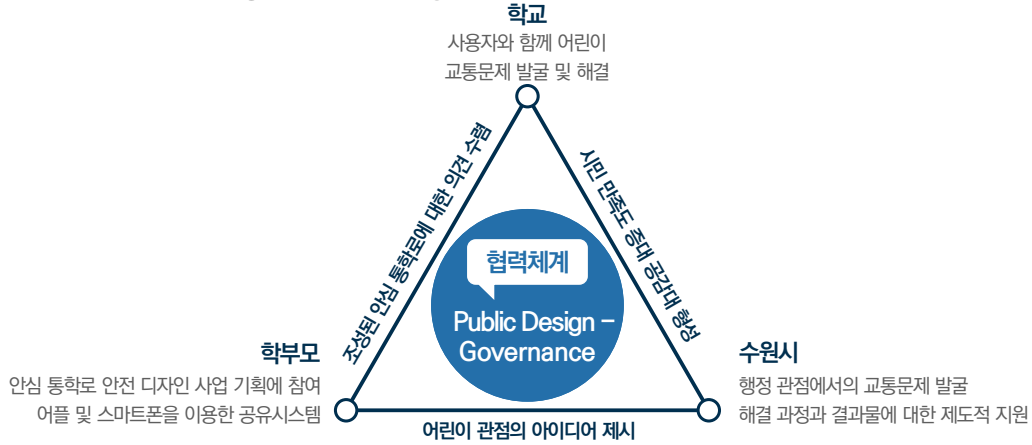 학교
사용자와 함께 어린이
교통문제 발굴 및 해결
조성된 안심 통학로에 대한 의견 수렴
시민 만족도 증대 공감대 형성
협력체계
Public Design –
Governance
학부모
안심 통학로 안전 디자인 사업 기획에 참여
어플 및 스마트폰을 이용한 공유시스템
수원시
행정 관점에서의 교통문제 발굴
해결 과정과 결과물에 대한 제도적 지원
어린이 관점의 아이디어 제시